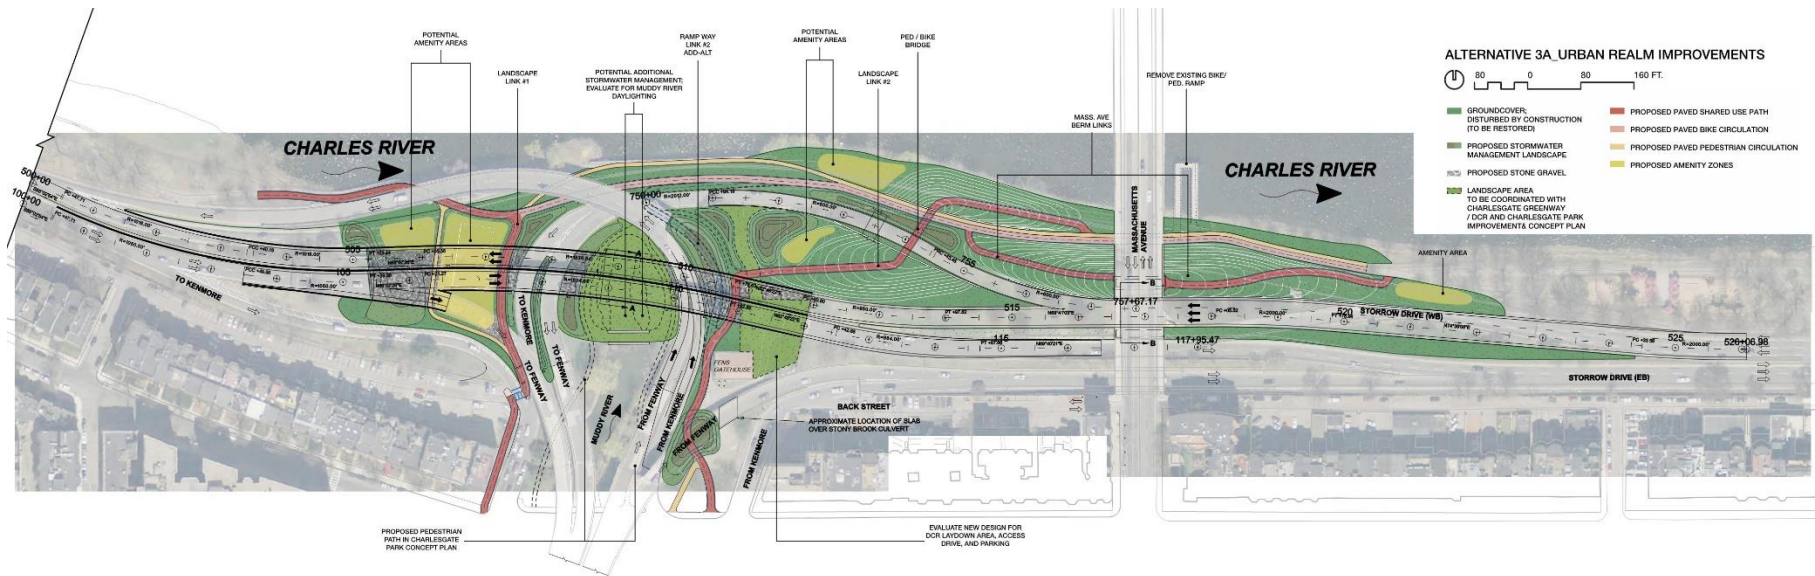 ALTERNATIVE 3A_URBAN REALM IMPROVEMENTS
80 0 80 160 FT.
GROUNDCOVER;
DISTURBED BY CONSTRUCTION
(TO BE RESTORED)
PROPOSED STORMWATER
MANAGEMENT LANDSCAPE
PROPOSED STONE GRAVEL
LANDSCAPE AREA
TO BE COORDINATED WITH
CHARLESGATE GREENWAY
/ DCR AND CHARLESGATE PARK
IMPROVEMENT& CONCEPT PLAN
PROPOSED PAVED SHARED USE PATH
PROPOSED PAVED BIKE CIRCULATION
PROPOSED PAVED PEDESTRIAN CIRCULATION
PROPOSED AMENITY ZONES
POTENTIAL
AMENITY AREAS
LANDSCAPE
LINK #1
POTENTIAL ADDITIONAL
STORMWATER MANAGEMENT;
EVALUATE FOR MUDDY RIVER
DAYLIGHTING
RAMP WAY
LINK #2
ADD-ALT
POTENTIAL
AMENITY AREAS
PED / BIKE
BRIDGE
LANDSCAPE
LINK #2
MASS. AVE
BERM LINKS
REMOVE EXISTING BIKE/
PED. RAMP
AMENITY AREA
CHARLES RIVER
CHARLES RIVER
500+00
100+00
505
105
750+00
510
110
755
515
115
757+67.17
117+95.47
520
525
526+06.98
MASSACHUSETTS
AVENUE
STORROW DRIVE (WB)
STORROW DRIVE (EB)
TO KENMORE
TO KENMORE
TO FENWAY
TO FENWAY
MUDDY RIVER
FROM FENWAY
FROM KENMORE
FROM FENWAY
FROM KENMORE
FENS
GATEHOUSE
A
A
B
B
BACK STREET
APPROXIMATE LOCATION OF SLAB
OVER STONY BROOK CULVERT
PROPOSED PEDESTRIAN
PATH IN CHARLESGATE
PARK CONCEPT PLAN
EVALUATE NEW DESIGN FOR
DCR LAYDOWN AREA, ACCESS
DRIVE, AND PARKING